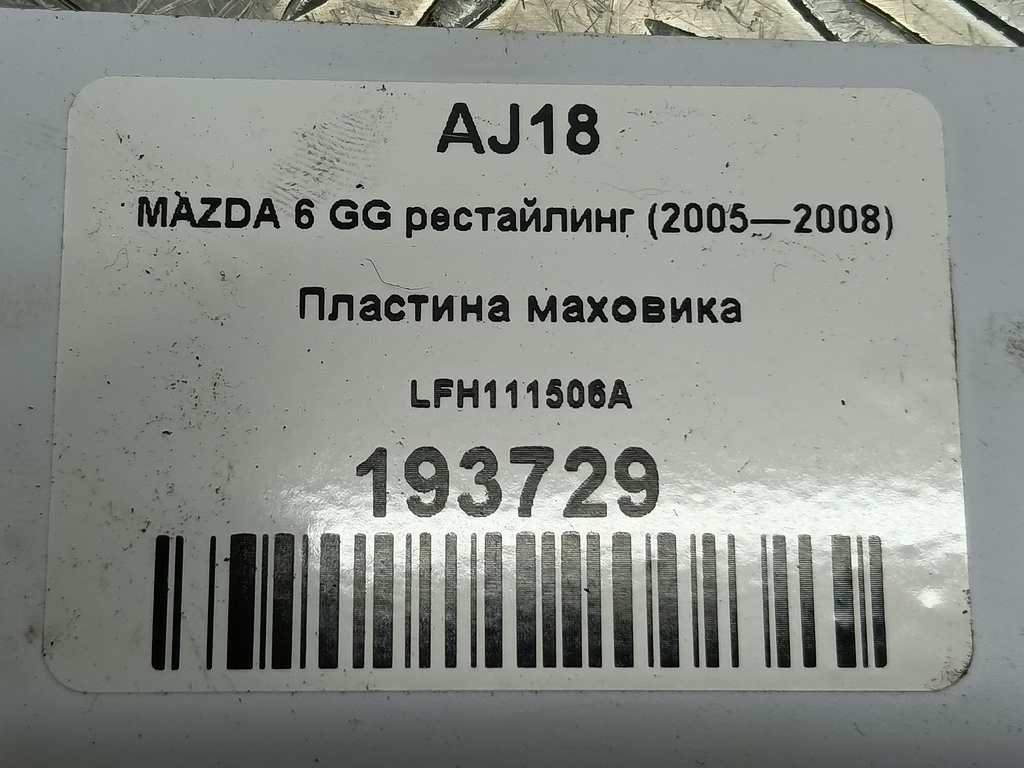 AJ18
MAZDA 6 GG рестайлинг (2005—2008)
Пластина маховика
LFH111506A
193729